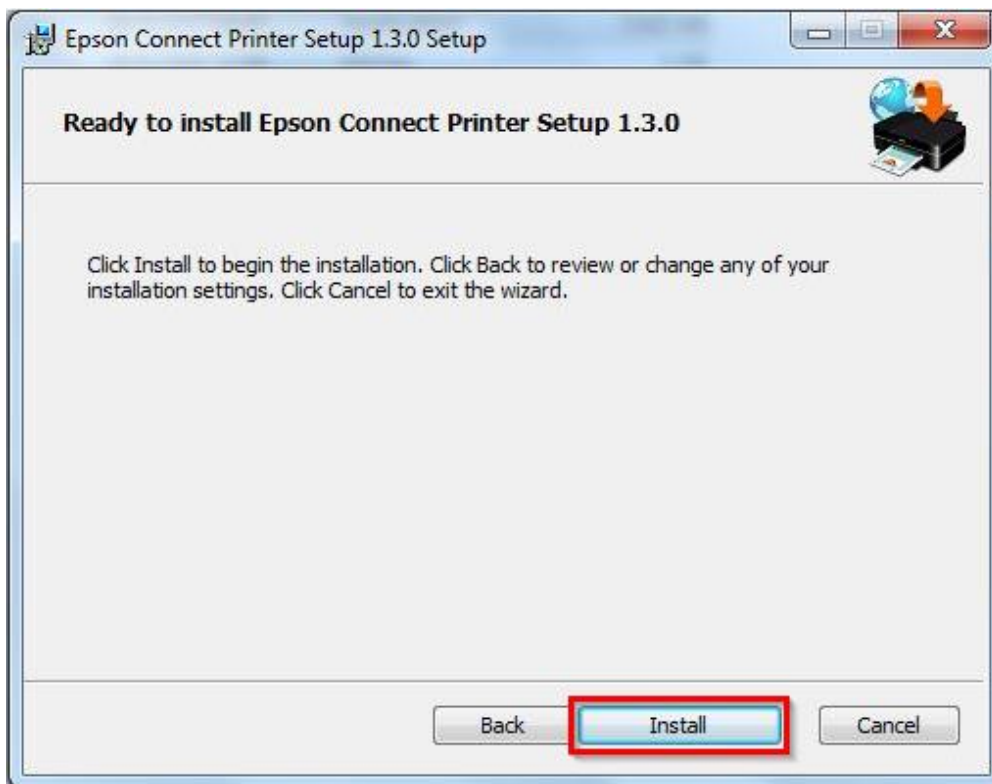 Epson Connect Printer Setup 1.3.0 Setup
Ready to install Epson Connect Printer Setup 1.3.0
Click Install to begin the installation. Click Back to review or change any of your
installation settings. Click Cancel to exit the wizard.
Back Install Cancel